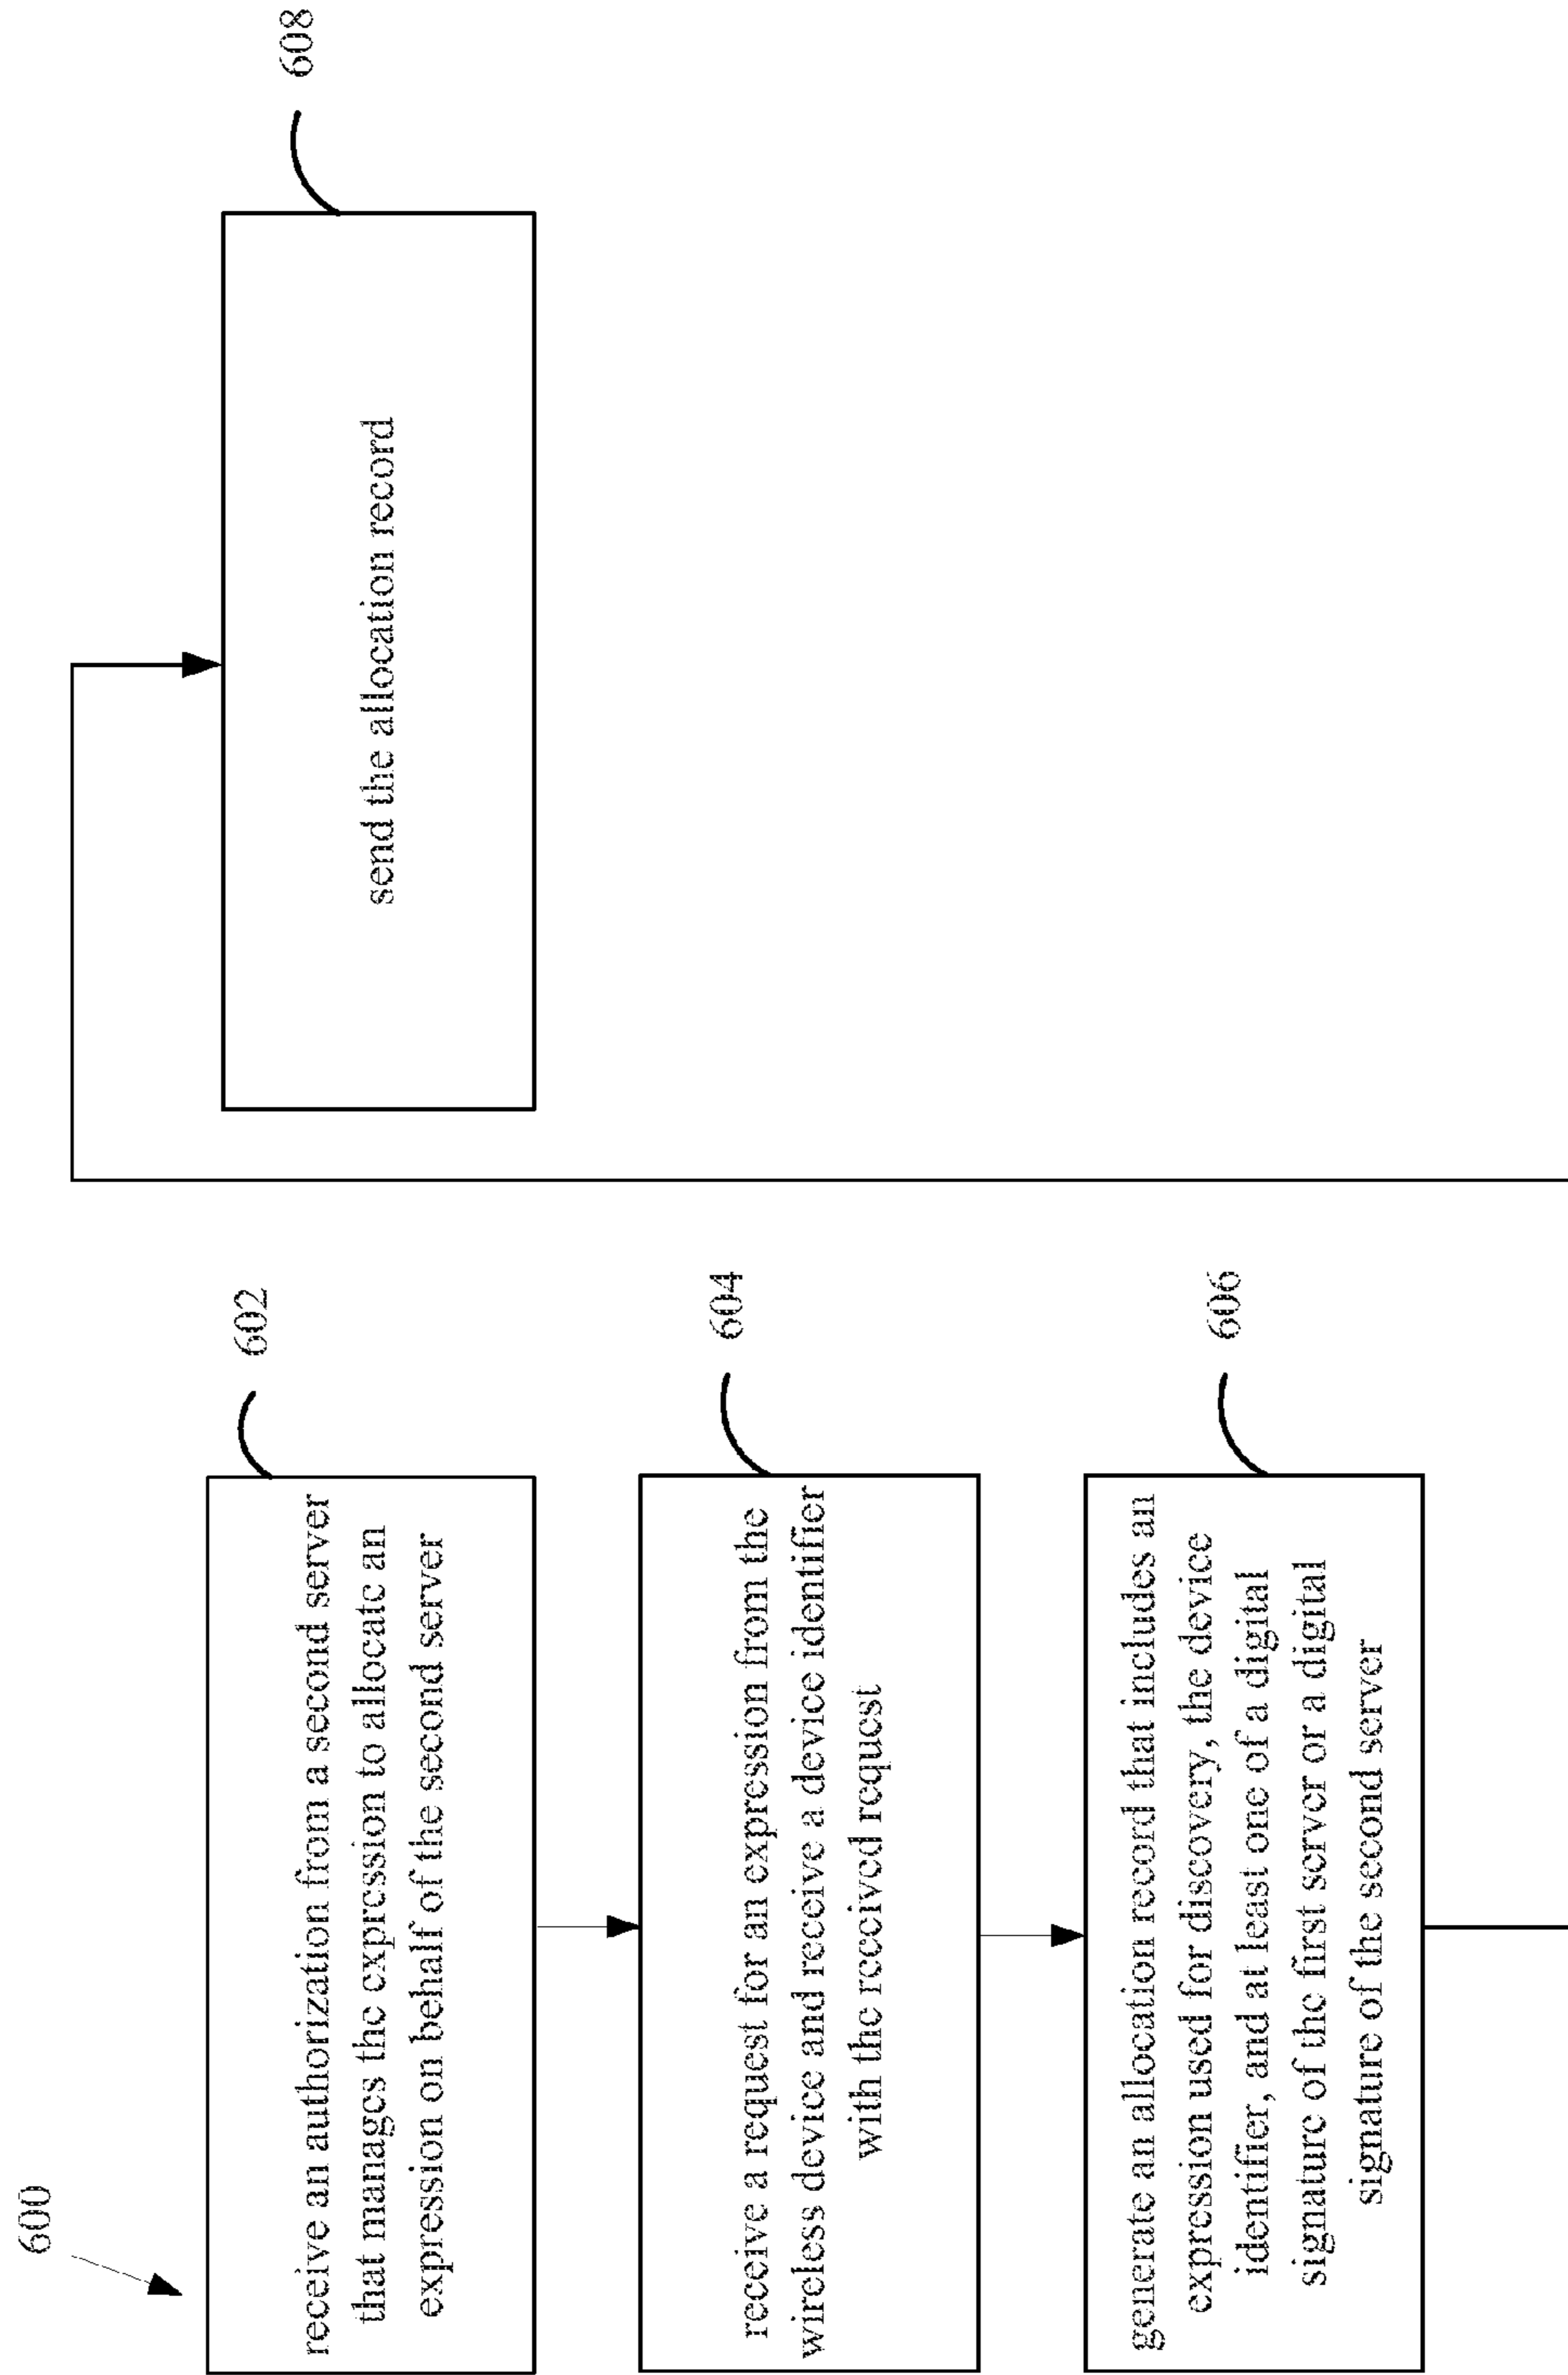 600
602
receive an authorization from a second server
that manages the expression to allocate an
expression on behalf of the second server
604
receive a request for an expression from the
wireless device and receive a device identifier
with the received request
606
generate an allocation record that includes an
expression used for discovery, the device
identifier, and at least one of a digital
signature of the first server or a digital
signature of the second server
608
send the allocation record